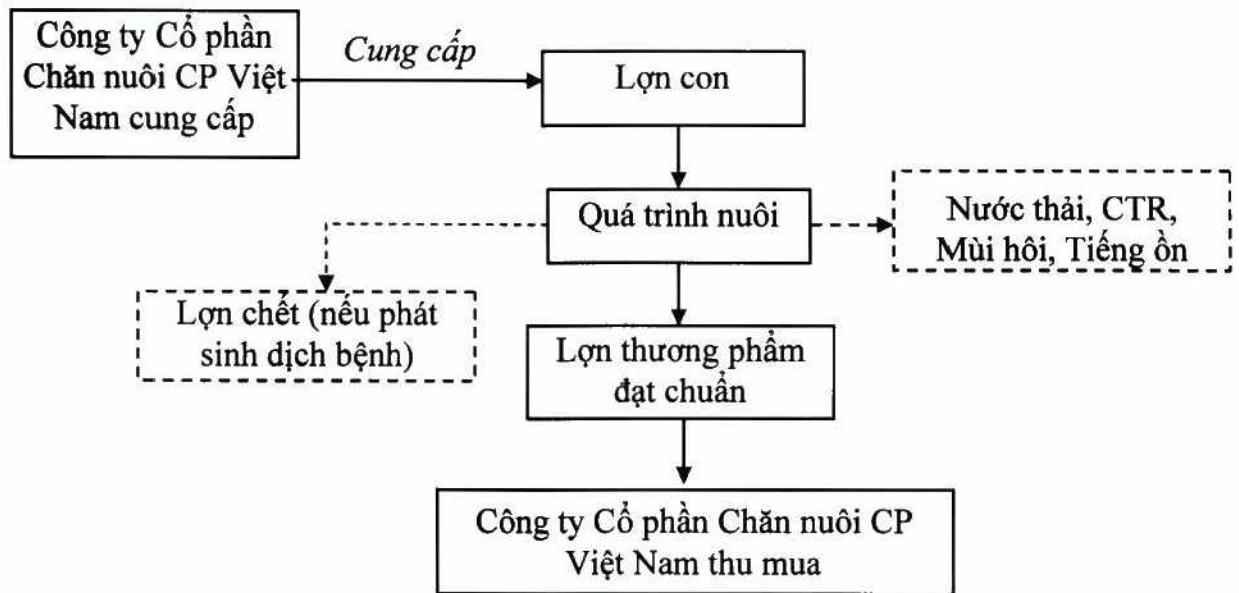 Công ty Cổ phần
Chăn nuôi CP Việt
Nam cung cấp
Cung cấp
Lợn con
Quá trình nuôi
Nước thải, CTR,
Mùi hôi, Tiếng ồn
Lợn chết (nếu phát
sinh dịch bệnh)
Lợn thương phẩm
đạt chuẩn
Công ty Cổ phần Chăn nuôi CP
Việt Nam thu mua